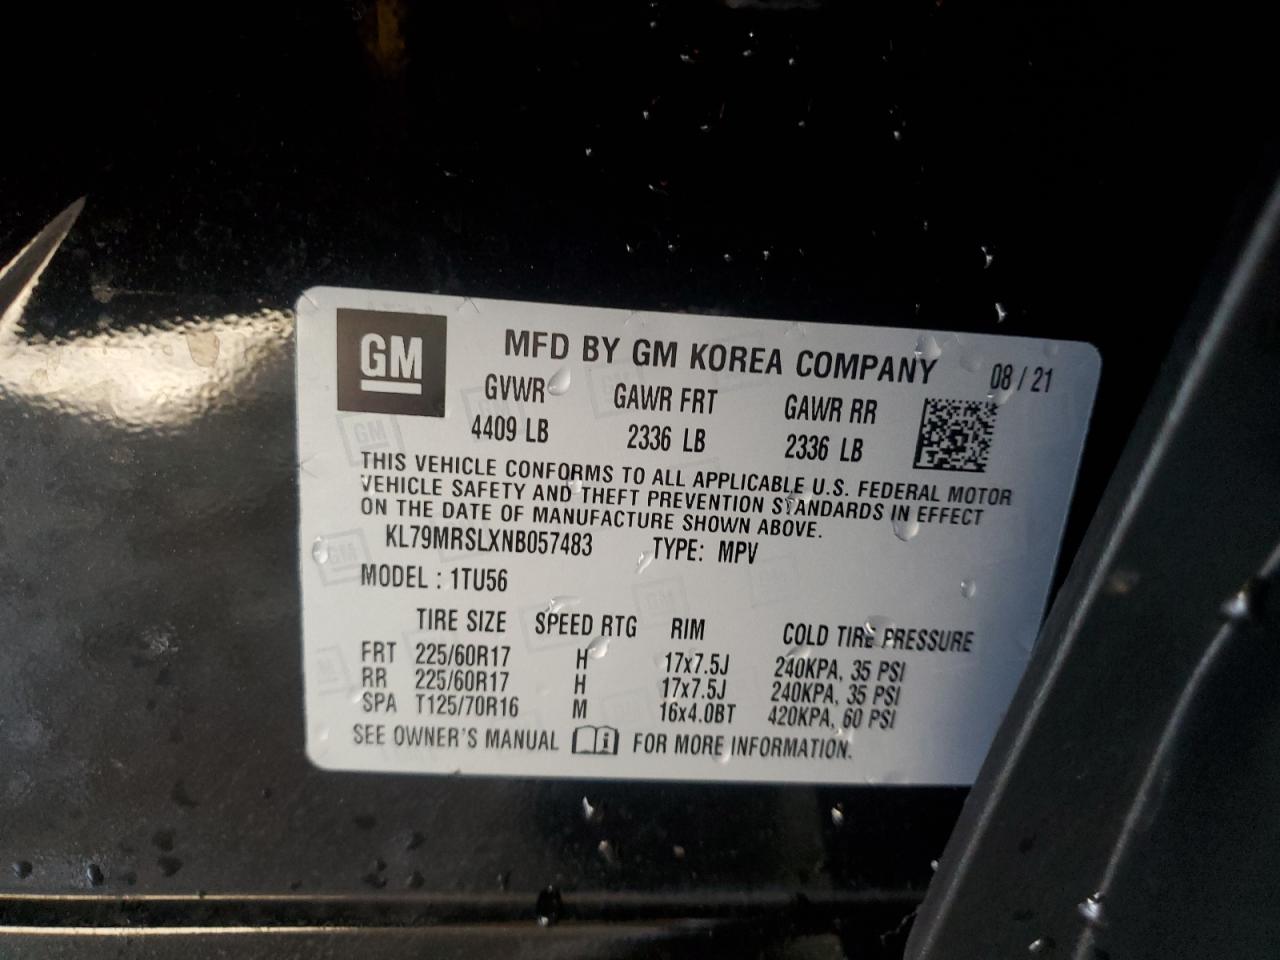 GM
MFD BY GM KOREA COMPANY 08 / 21
GVWR GAWR FRT GAWR RR
4409 LB 2336 LB 2336 LB
THIS VEHICLE CONFORMS TO ALL APPLICABLE U.S. FEDERAL MOTOR
VEHICLE SAFETY AND THEFT PREVENTION STANDARDS IN EFFECT
ON THE DATE OF MANUFACTURE SHOWN ABOVE.
KL79MRSLXNB057483 TYPE: MPV
MODEL : 1TU56
TIRE SIZE SPEED RTG RIM COLD TIRE PRESSURE
FRT 225/60R17 H 17x7.5J 240KPA, 35 PSI
RR 225/60R17 H 17x7.5J 240KPA, 35 PSI
SPA T125/70R16 M 16x4.0BT 420KPA, 60 PSI
SEE OWNER'S MANUAL i FOR MORE INFORMATION.